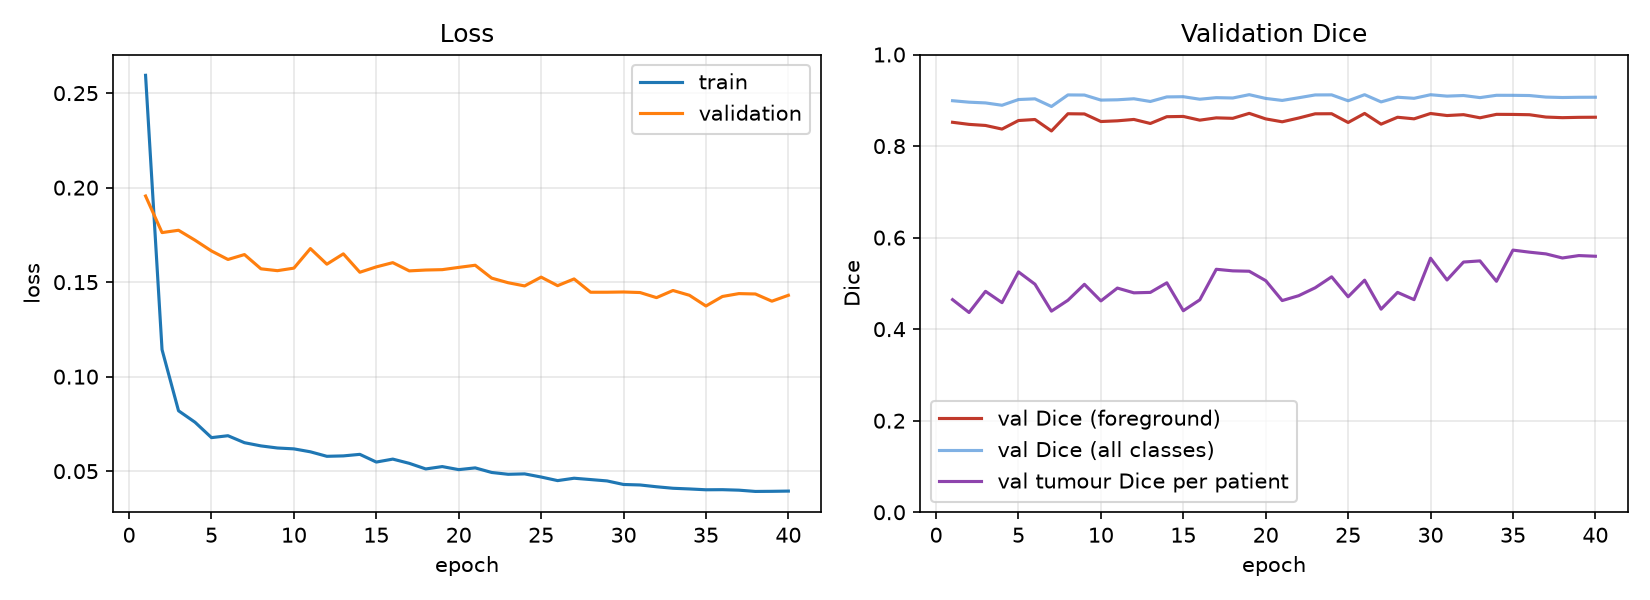 Loss
0.25
0.20
0.15
0.10
0.05
loss
0
5
10
15
20
25
30
35
40
epoch
train
validation
Validation Dice
1.0
0.8
0.6
0.4
0.2
0.0
Dice
0
5
10
15
20
25
30
35
40
epoch
val Dice (foreground)
val Dice (all classes)
val tumour Dice per patient